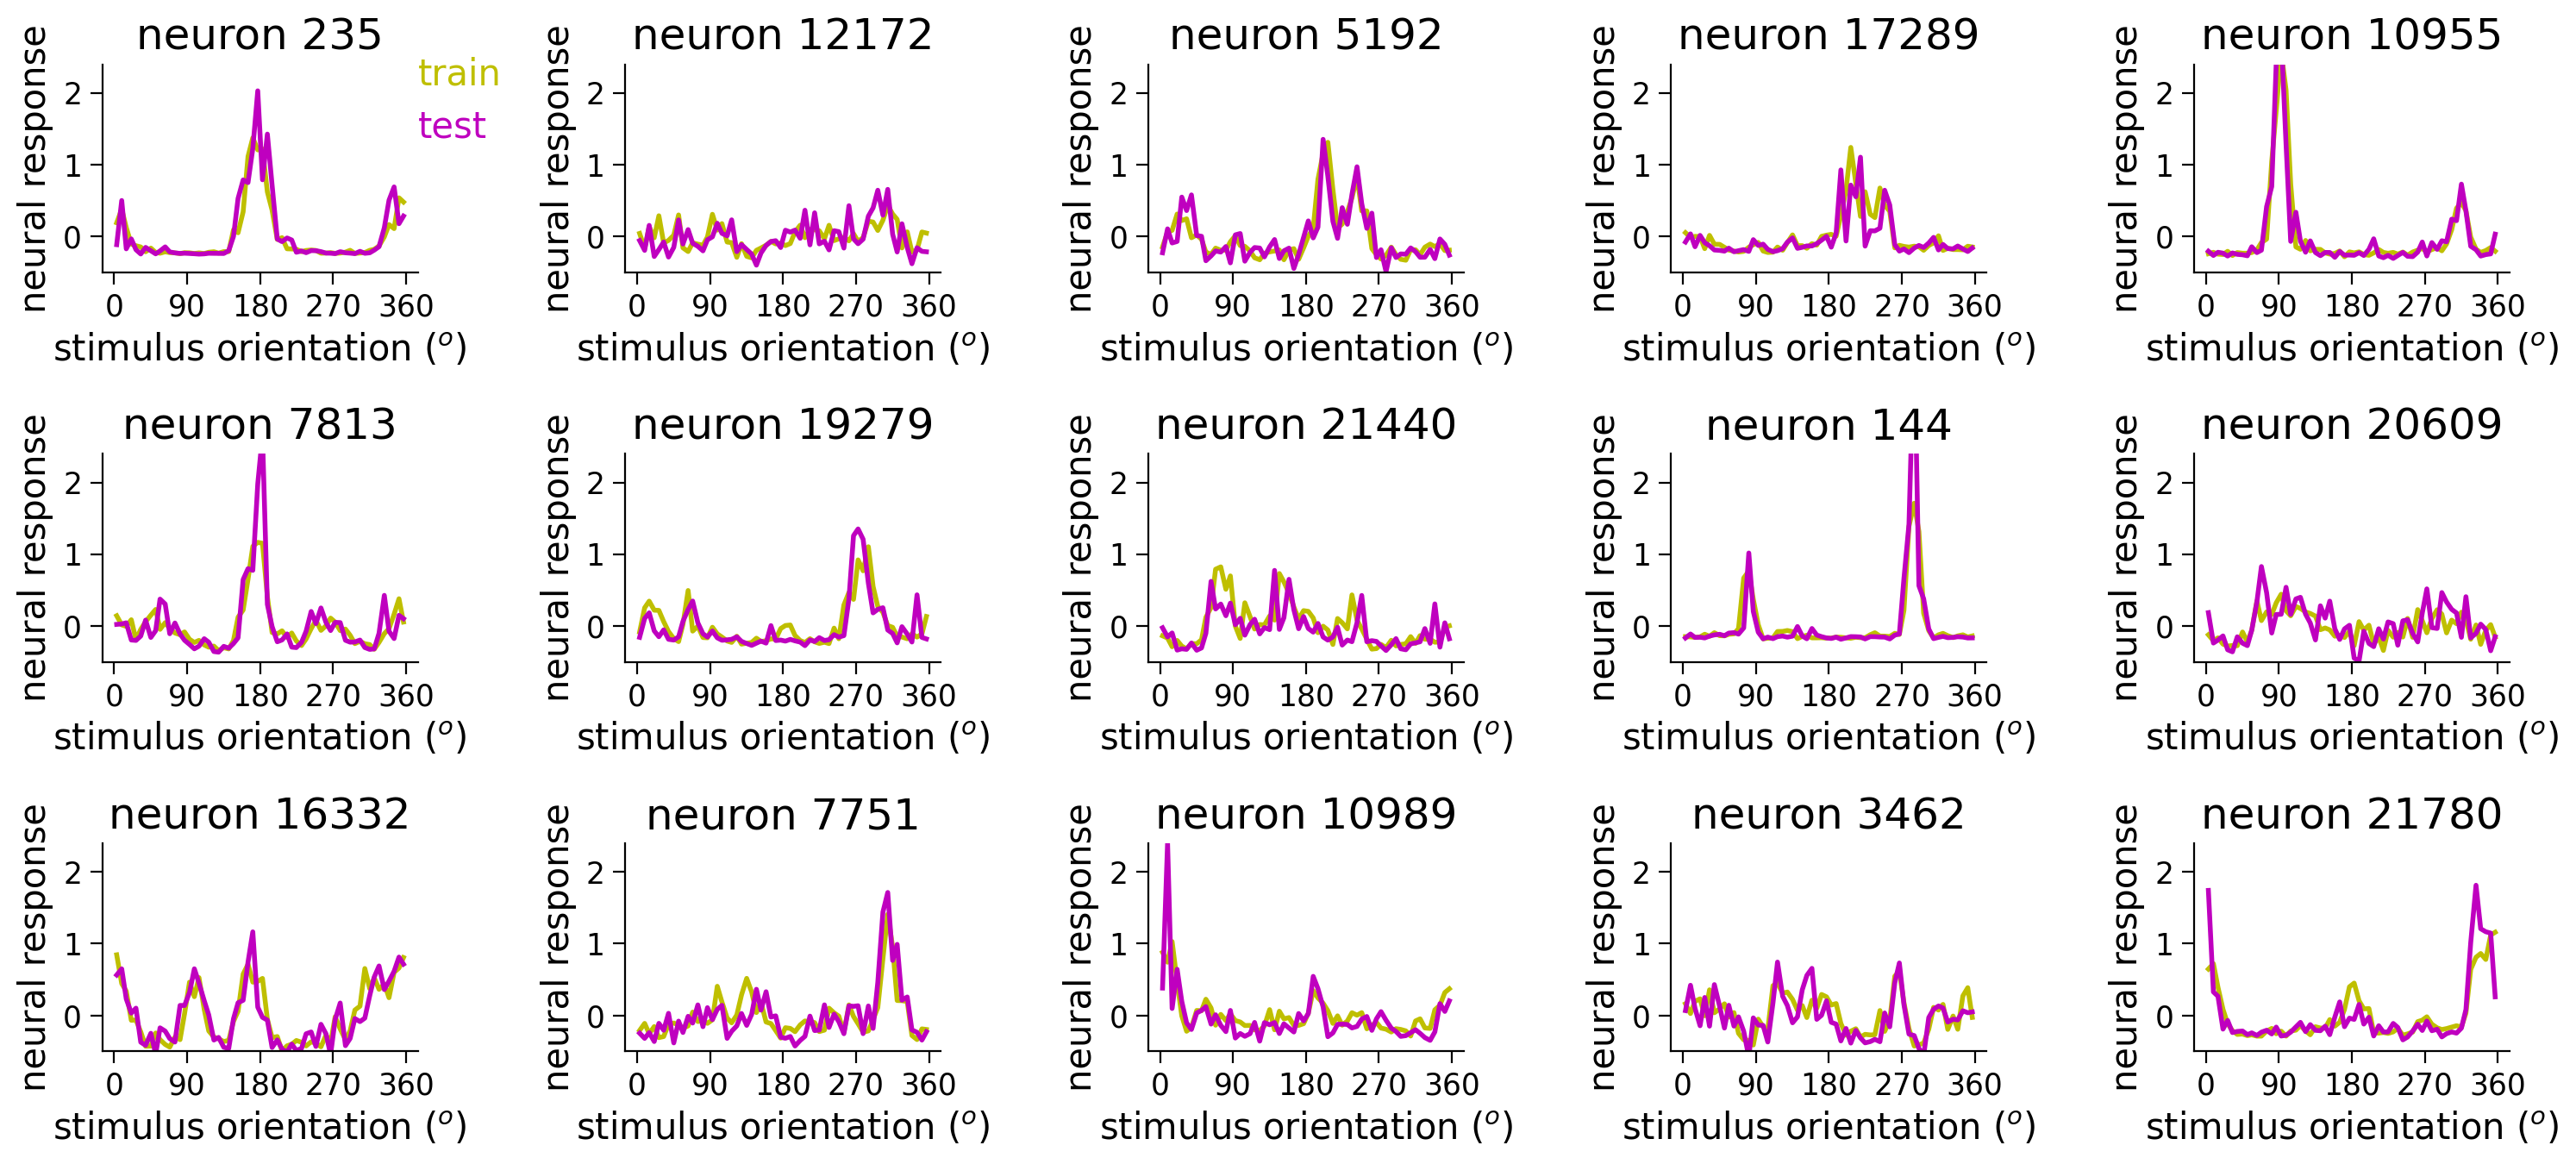 neuron 235
train
test
neural response
2
1
0
0 90 180 270 360
stimulus orientation (o)
neuron 12172
neural response
2
1
0
0 90 180 270 360
stimulus orientation (o)
neuron 5192
neural response
2
1
0
0 90 180 270 360
stimulus orientation (o)
neuron 17289
neural response
2
1
0
0 90 180 270 360
stimulus orientation (o)
neuron 10955
neural response
2
1
0
0 90 180 270 360
stimulus orientation (o)
neuron 7813
neural response
2
1
0
0 90 180 270 360
stimulus orientation (o)
neuron 19279
neural response
2
1
0
0 90 180 270 360
stimulus orientation (o)
neuron 21440
neural response
2
1
0
0 90 180 270 360
stimulus orientation (o)
neuron 144
neural response
2
1
0
0 90 180 270 360
stimulus orientation (o)
neuron 20609
neural response
2
1
0
0 90 180 270 360
stimulus orientation (o)
neuron 16332
neural response
2
1
0
0 90 180 270 360
stimulus orientation (o)
neuron 7751
neural response
2
1
0
0 90 180 270 360
stimulus orientation (o)
neuron 10989
neural response
2
1
0
0 90 180 270 360
stimulus orientation (o)
neuron 3462
neural response
2
1
0
0 90 180 270 360
stimulus orientation (o)
neuron 21780
neural response
2
1
0
0 90 180 270 360
stimulus orientation (o)